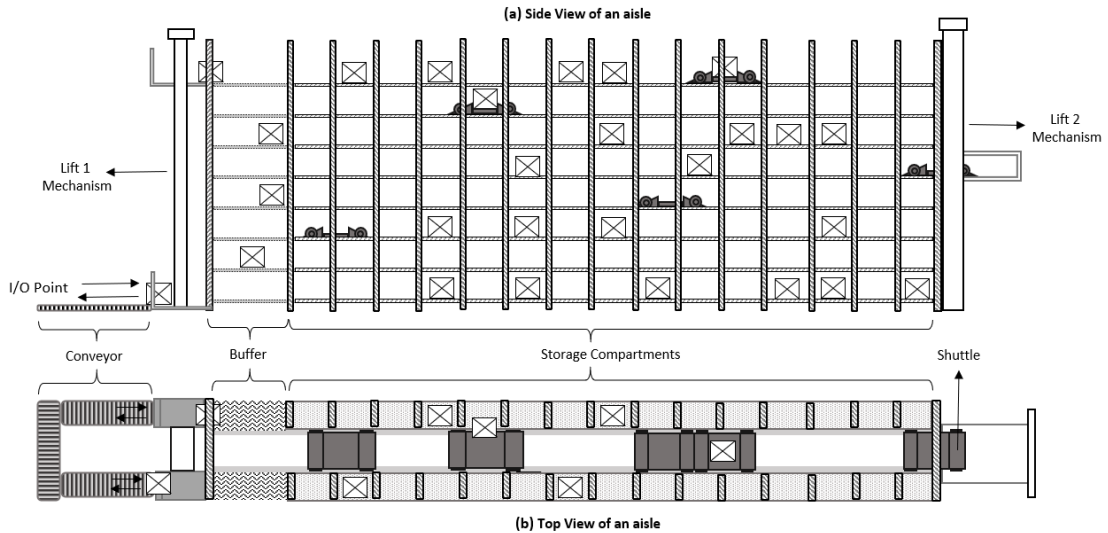 (a) Side View of an aisle
Lift 2
Mechanism
Lift 1
Mechanism
I/O Point
Conveyor
Buffer
Storage Compartments
Shuttle
(b) Top View of an aisle